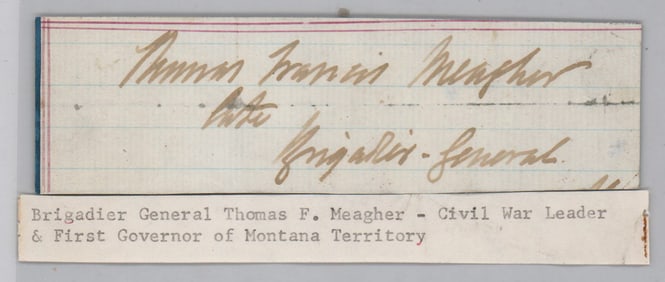 Thomas Francis Meagher
late
Brigadier-General.
Brigadier General Thomas F. Meagher - Civil War Leader
& First Governor of Montana Territory